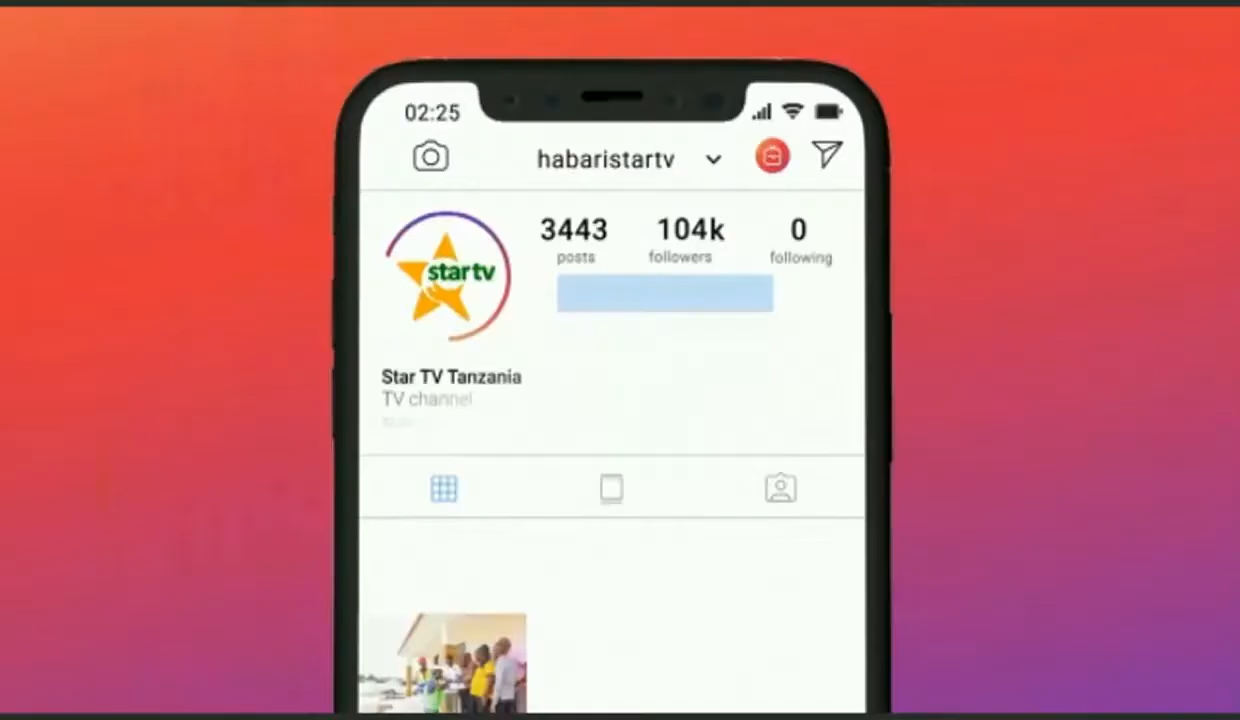 02:25
habaristartv
3443 104k 0
posts followers following
startv
Star TV Tanzania
TV channel